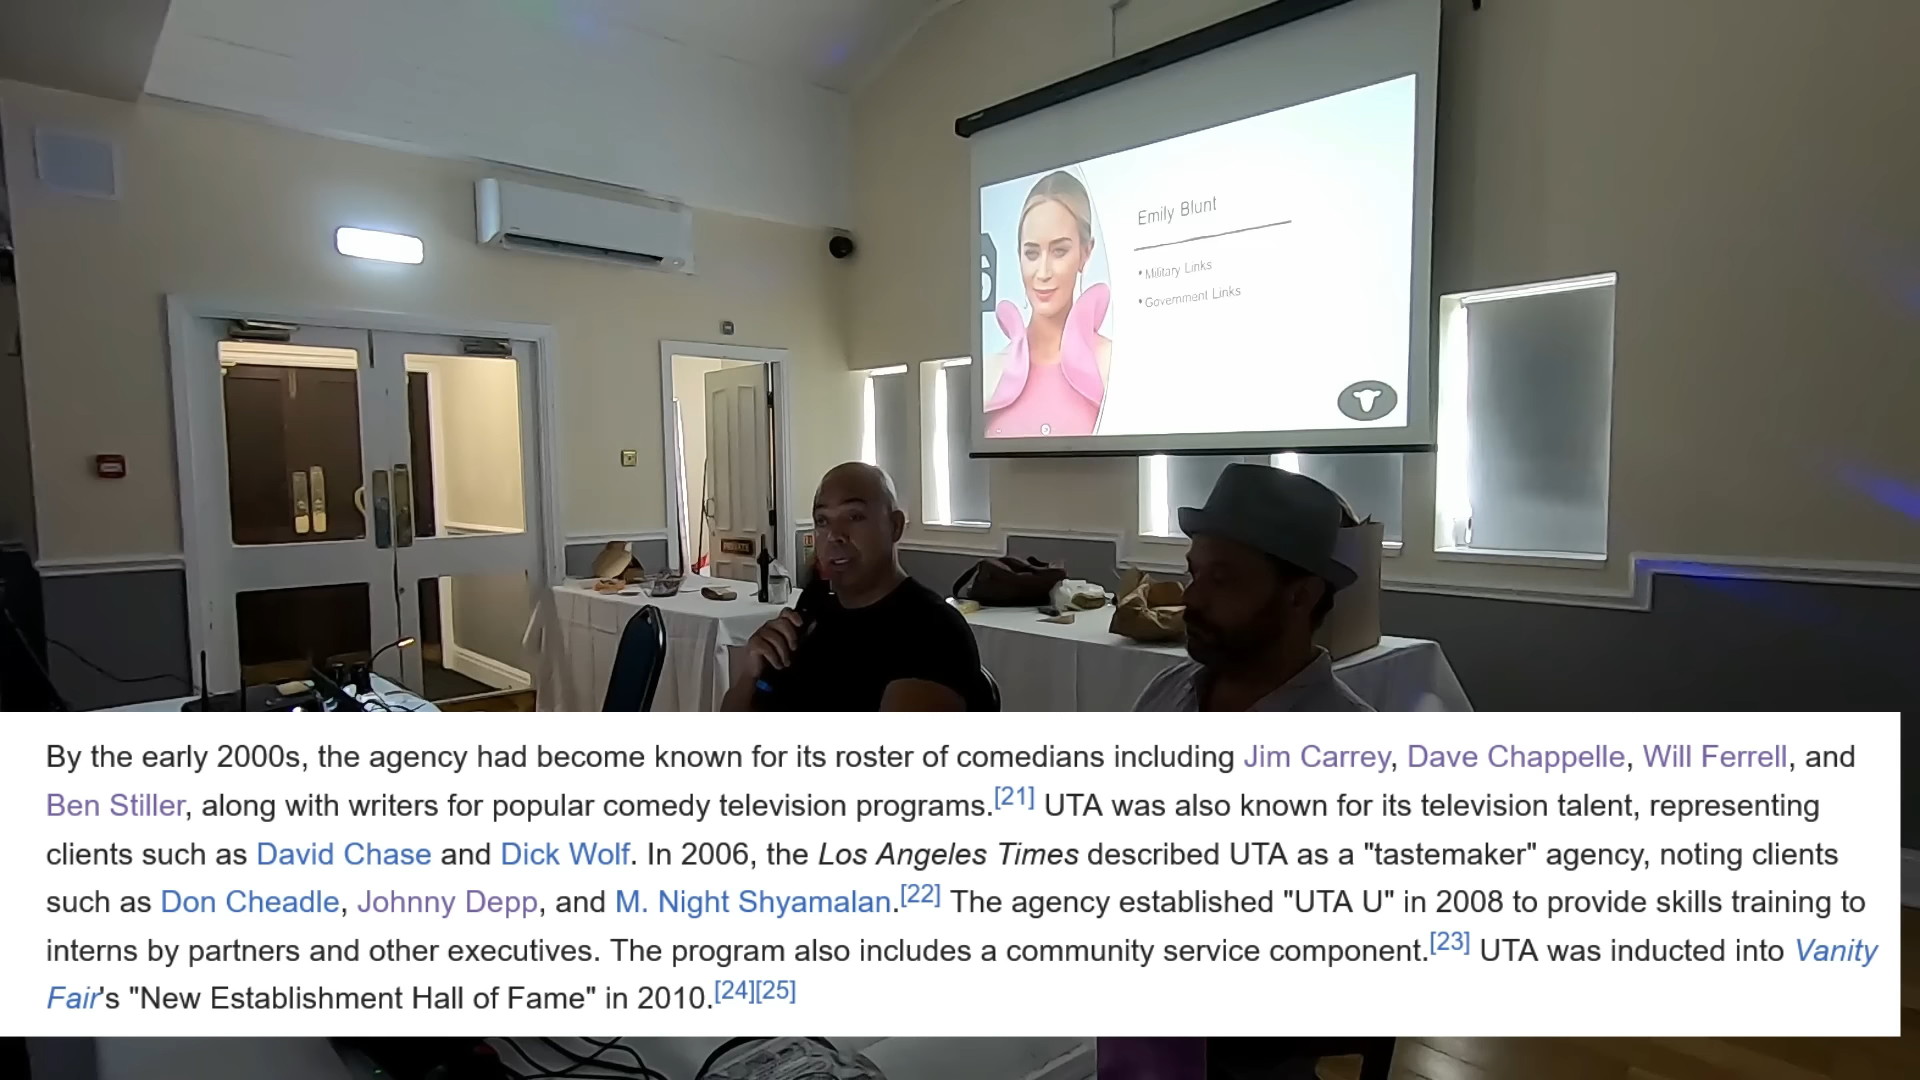 Emily Blunt
• Military Links
• Government Links
PRIVATE
By the early 2000s, the agency had become known for its roster of comedians including Jim Carrey, Dave Chappelle, Will Ferrell, and
Ben Stiller, along with writers for popular comedy television programs.[21] UTA was also known for its television talent, representing
clients such as David Chase and Dick Wolf. In 2006, the Los Angeles Times described UTA as a "tastemaker" agency, noting clients
such as Don Cheadle, Johnny Depp, and M. Night Shyamalan.[22] The agency established "UTA U" in 2008 to provide skills training to
interns by partners and other executives. The program also includes a community service component.[23] UTA was inducted into Vanity
Fair's "New Establishment Hall of Fame" in 2010.[24][25]